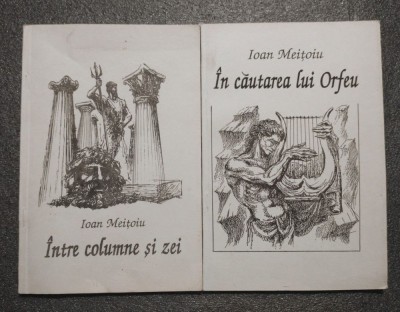 Ioan Meițoiu
Între columne și zei
Ioan Meițoiu
În căutarea lui Orfeu